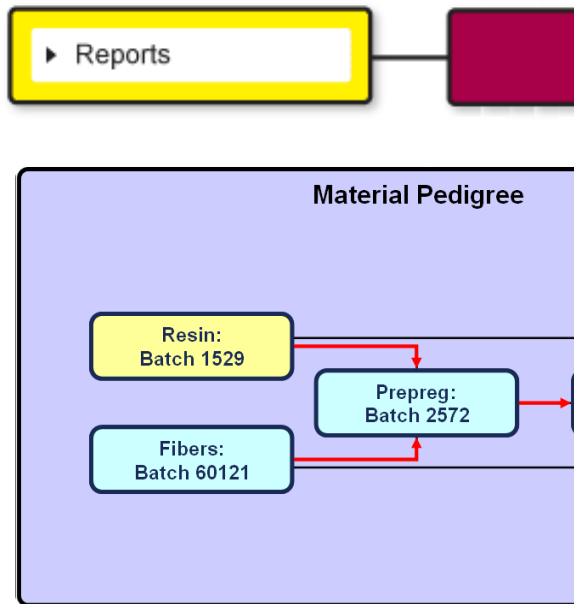 Reports
Material Pedigree
Resin:
Batch 1529
Prepreg:
Batch 2572
Fibers:
Batch 60121